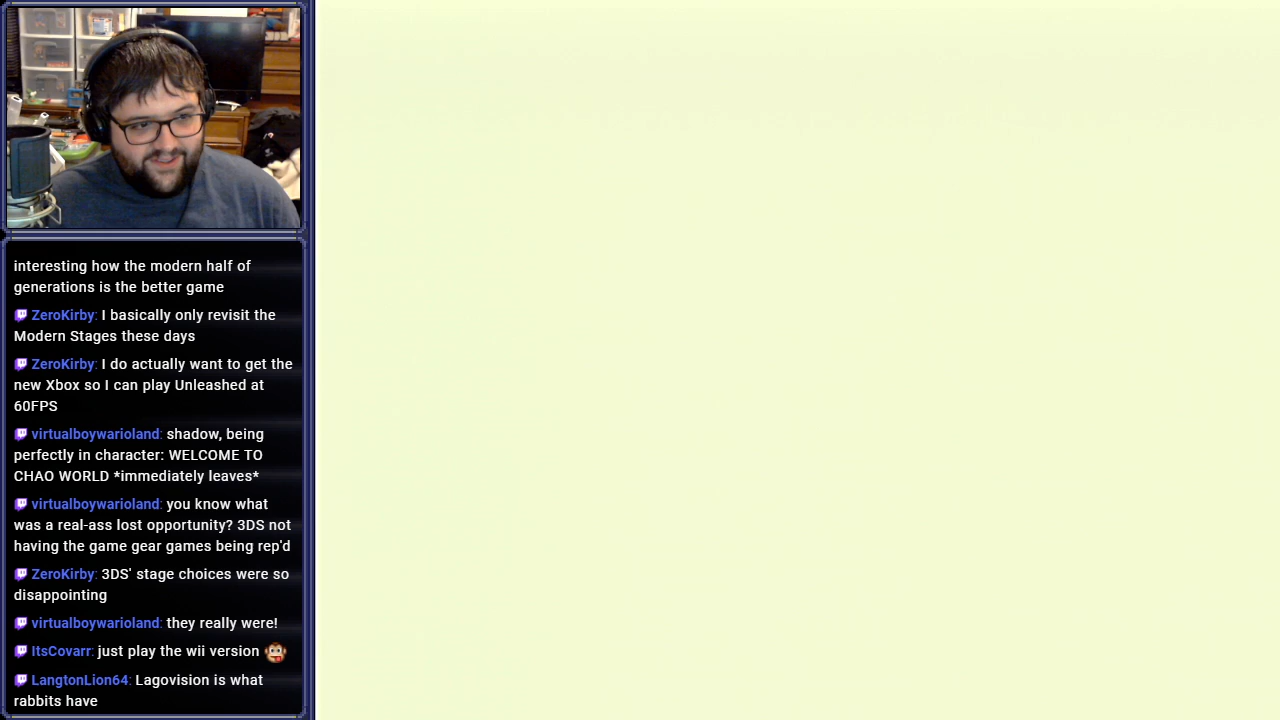 interesting how the modern half of
generations is the better game
ZeroKirby: I basically only revisit the
Modern Stages these days
ZeroKirby: I do actually want to get the
new Xbox so I can play Unleashed at
60FPS
virtualboywarioland: shadow, being
perfectly in character: WELCOME TO
CHAO WORLD *immediately leaves*
virtualboywarioland: you know what
was a real-ass lost opportunity? 3DS not
having the game gear games being rep'd
ZeroKirby: 3DS' stage choices were so
disappointing
virtualboywarioland: they really were!
ItsCovarr: just play the wii version
LangtonLion64: Lagovision is what
rabbits have